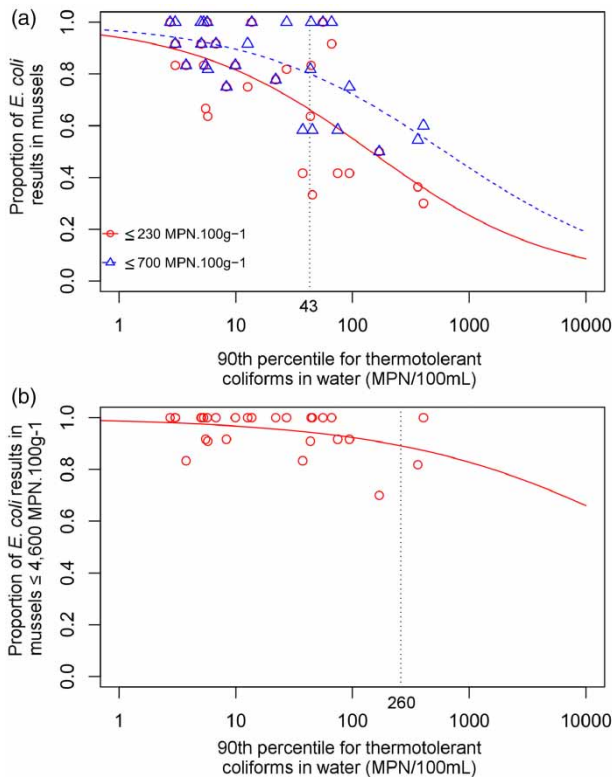 (a)
Proportion of E. coli
results in mussels
1.0
0.8
0.6
0.4
0.2
0.0
≤230 MPN.100g−1
≤700 MPN.100g−1
1
10
43
100
1000
10000
90th percentile for thermotolerant
coliforms in water (MPN/100mL)
(b)
Proportion of E. coli results in
mussels ≤ 4,600 MPN.100g-1
1.0
0.8
0.6
0.4
0.2
0.0
1
10
100
260
1000
10000
90th percentile for thermotolerant
coliforms in water (MPN/100mL)